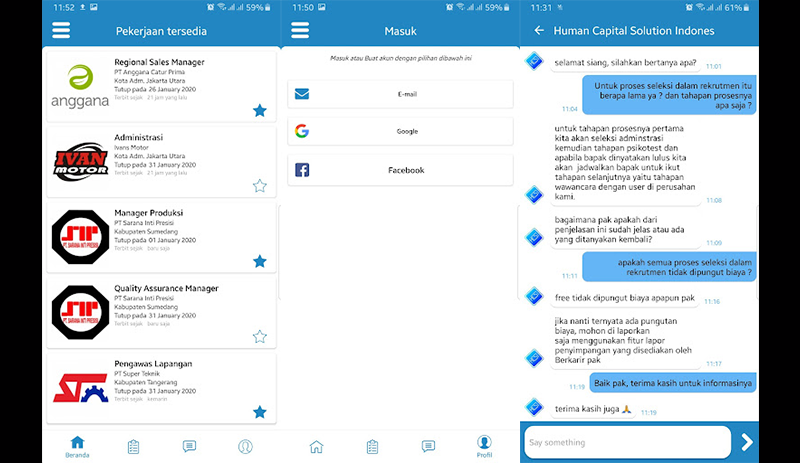 11:52
59%
Pekerjaan tersedia
anggana
Regional Sales Manager
PT Anggana Catur Prima
Kota Adm. Jakarta Utara
Tutup pada 26 January 2020
Terbit sejak 21 jam yang lalu
IVAN
MOTOR
Administrasi
Ivans Motor
Kota Adm. Jakarta Utara
Tutup pada 31 January 2020
Terbit sejak 21 jam yang lalu
SIP
PT. SARANA INTI PRESISI
Manager Produksi
PT Sarana Inti Presisi
Kabupaten Sumedang
Tutup pada 01 January 2020
Terbit sejak baru saja
SIP
PT. SARANA INTI PRESISI
Quality Assurance Manager
PT Sarana Inti Presisi
Kabupaten Sumedang
Tutup pada 31 January 2020
Terbit sejak baru saja
Pengawas Lapangan
PT Super Teknik
Kabupaten Tangerang
Tutup pada 31 January 2020
Terbit sejak kemarin
Beranda
11:50
59%
Masuk
Masuk atau Buat akun dengan pilihan dibawah ini
E-mail
Google
Facebook
Profil
11:31
61%
Human Capital Solution Indones
selamat siang, silahkan bertanya apa?
11:01
Untuk proses seleksi dalam rekrutmen itu
berapa lama ya ? dan tahapan prosesnya
apa saja ?
11:04
untuk tahapan prosesnya pertama
kita akan seleksi adminstrasi
kemudian tahapan psikotest dan
apabila bapak dinyatakan lulus kita
akan jadwalkan bapak untuk ikut
tahapan selanjutnya yaitu tahapan
wawancara dengan user di perusahan
kami.
11:08
bagaimana pak apakah dari
penjelasan ini sudah jelas atau ada
yang ditanyakan kembali?
11:09
apakah semua proses seleksi dalam
rekrutmen tidak dipungut biaya ?
11:11
free tidak dipungut biaya apapun pak
11:16
jika nanti ternyata ada pungutan
biaya, mohon di laporkan
saja menggunakan fitur lapor
penyimpangan yang disediakan oleh
Berkarir pak
11:17
Baik pak, terima kasih untuk informasinya
11:19
terima kasih juga 🙏
11:19
Say something